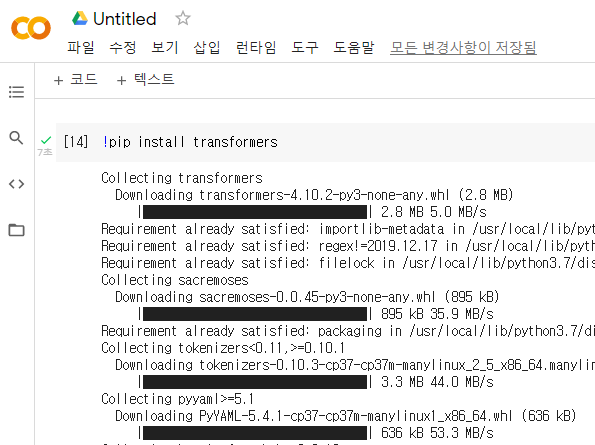 Untitled
파일 수정 보기 삽입 런타임 도구 도움말 모든 변경사항이 저장됨
+ 코드 + 텍스트
[14] !pip install transformers
7초
Collecting transformers
Downloading transformers-4.10.2-py3-none-any.whl (2.8 MB)
|████████████████████████████████| 2.8 MB 5.0 MB/s
Requirement already satisfied: importlib-metadata in /usr/local/lib/pyth
Requirement already satisfied: regex!=2019.12.17 in /usr/local/lib/pyth
Requirement already satisfied: filelock in /usr/local/lib/python3.7/dis
Collecting sacremoses
Downloading sacremoses-0.0.45-py3-none-any.whl (895 kB)
|████████████████████████████████| 895 kB 35.9 MB/s
Requirement already satisfied: packaging in /usr/local/lib/python3.7/di
Collecting tokenizers<0.11,>=0.10.1
Downloading tokenizers-0.10.3-cp37-cp37m-manylinux_2_5_x86_64.manylin
|████████████████████████████████| 3.3 MB 44.0 MB/s
Collecting pyyaml>=5.1
Downloading PyYAML-5.4.1-cp37-cp37m-manylinux1_x86_64.whl (636 kB)
|████████████████████████████████| 636 kB 53.3 MB/s